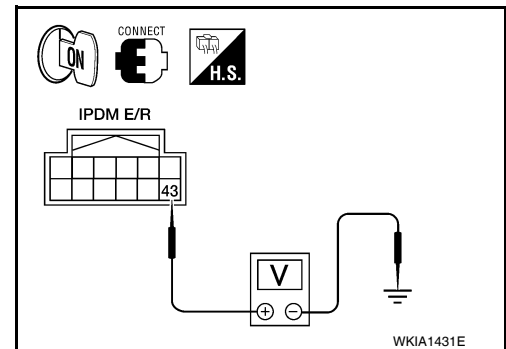 ON
CONNECT
H.S.
IPDM E/R
43
V
+ −
WKIA1431E